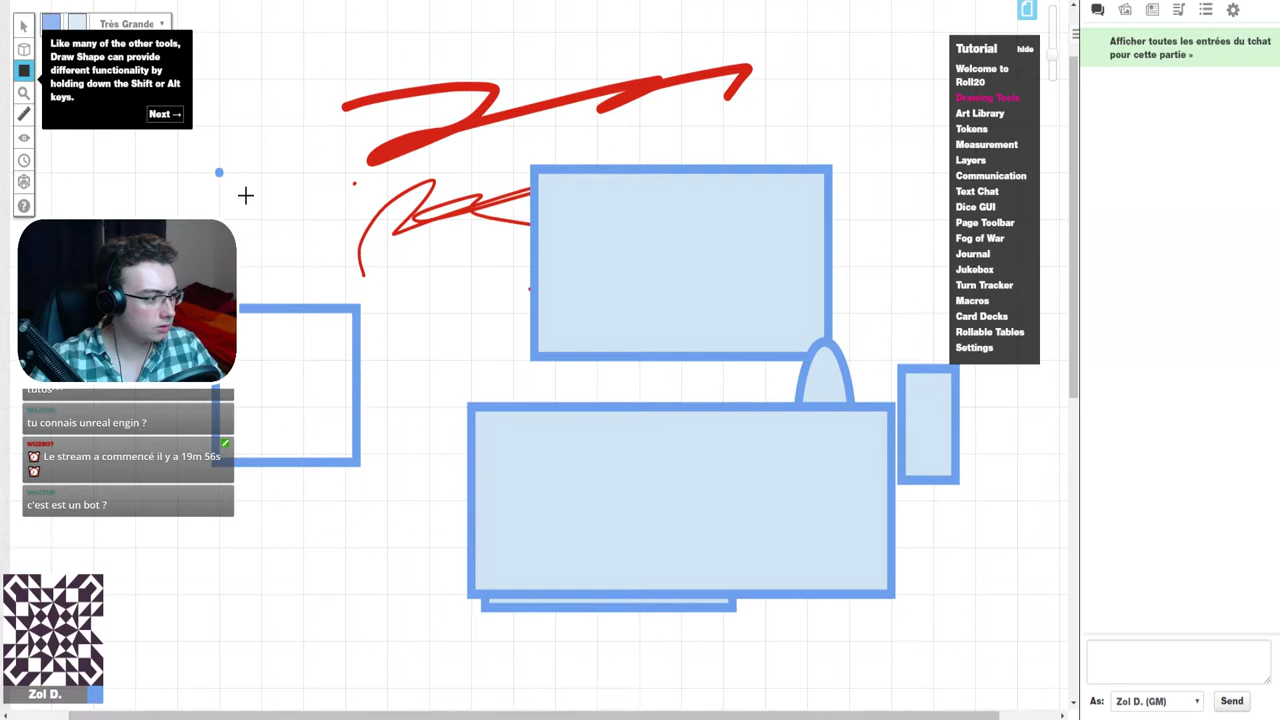 Très Grande
Like many of the other tools,
Draw Shape can provide
different functionality by
holding down the Shift or Alt
keys.
Next →
Tutorial
hide
Welcome to
Roll20
Drawing Tools
Art Library
Tokens
Measurement
Layers
Communication
Text Chat
Dice GUI
Page Toolbar
Fog of War
Journal
Jukebox
Turn Tracker
Macros
Card Decks
Rollable Tables
Settings
Afficher toutes les entrées du tchat
pour cette partie »
tu connais unreal engin ?
WIZEBOT
Le stream a commencé il y a 19m 56s
c'est est un bot ?
Zol D.
As:
Zol D. (GM)
Send